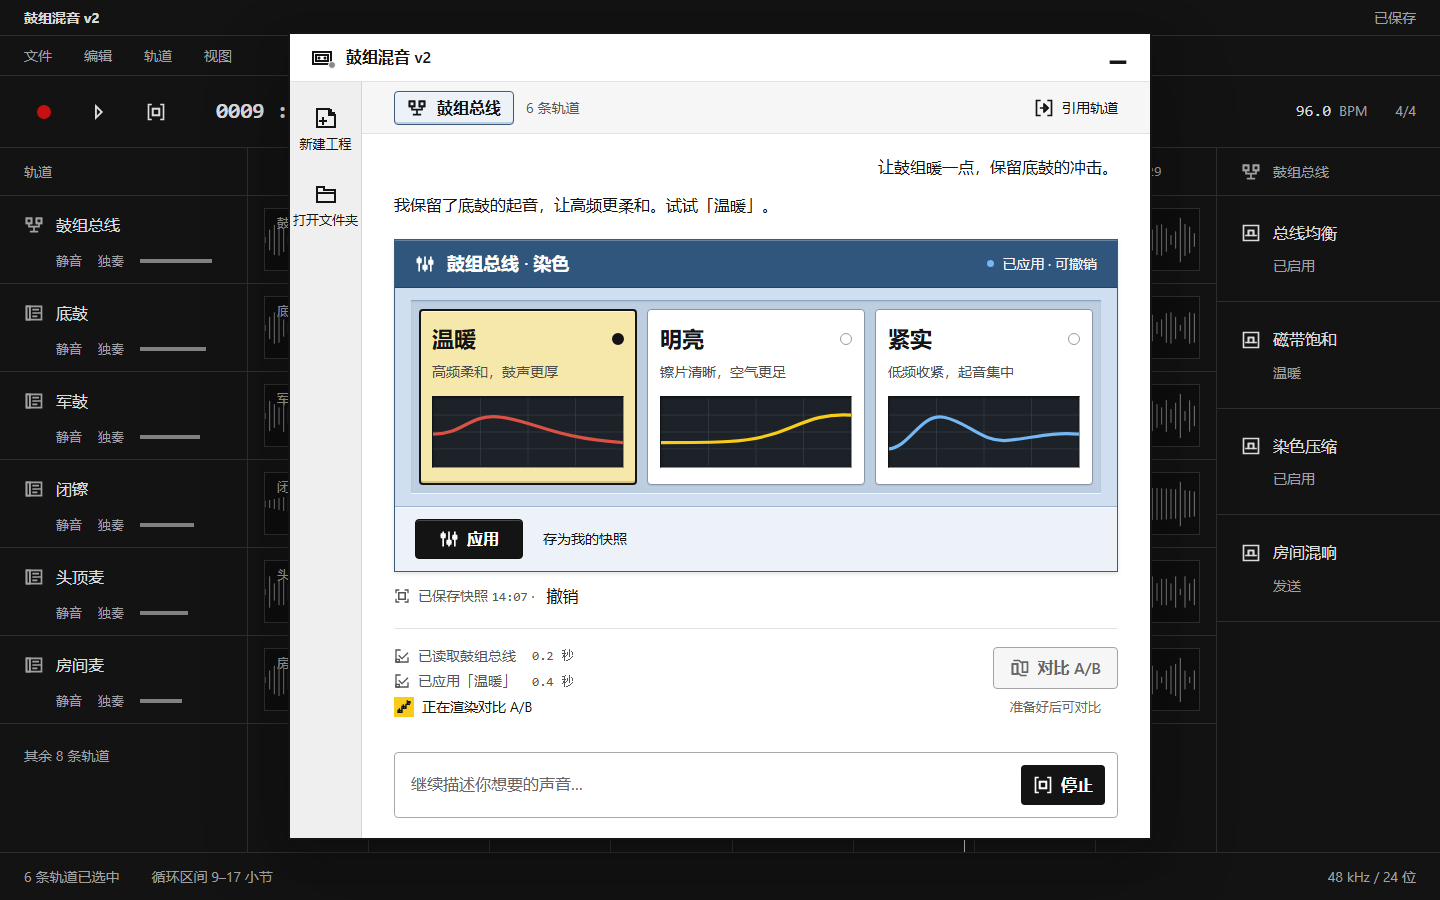 鼓组混音 v2
已保存
文件 编辑 轨道 视图
0009 :
96.0 BPM 4/4
轨道
鼓组总线
静音 独奏
底鼓
静音 独奏
军鼓
静音 独奏
闭镲
静音 独奏
头顶麦
静音 独奏
房间麦
静音 独奏
其余 8 条轨道
鼓
底
军
闭
头
房
鼓组混音 v2
新建工程
打开文件夹
鼓组总线 6 条轨道
引用轨道
让鼓组暖一点，保留底鼓的冲击。
我保留了底鼓的起音，让高频更柔和。试试「温暖」。
鼓组总线 · 染色
已应用 · 可撤销
温暖
高频柔和，鼓声更厚
明亮
镲片清晰，空气更足
紧实
低频收紧，起音集中
应用
存为我的快照
已保存快照 14:07 · 撤销
已读取鼓组总线 0.2 秒
已应用「温暖」 0.4 秒
正在渲染对比 A/B
对比 A/B
准备好后可对比
继续描述你想要的声音...
停止
9
鼓组总线
总线均衡
已启用
磁带饱和
温暖
染色压缩
已启用
房间混响
发送
6 条轨道已选中 循环区间 9–17 小节
48 kHz / 24 位